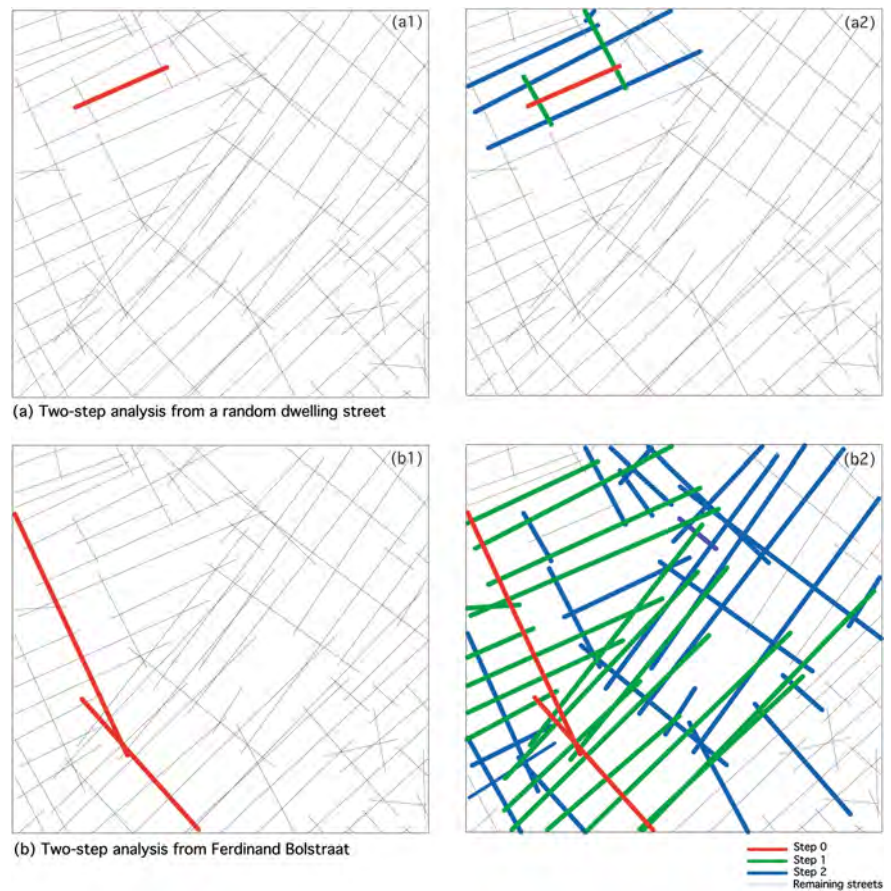 (a1)
(a2)
(a) Two-step analysis from a random dwelling street
(b1)
(b2)
(b) Two-step analysis from Ferdinand Bolstraat
Step 0
Step 1
Step 2
Remaining streets